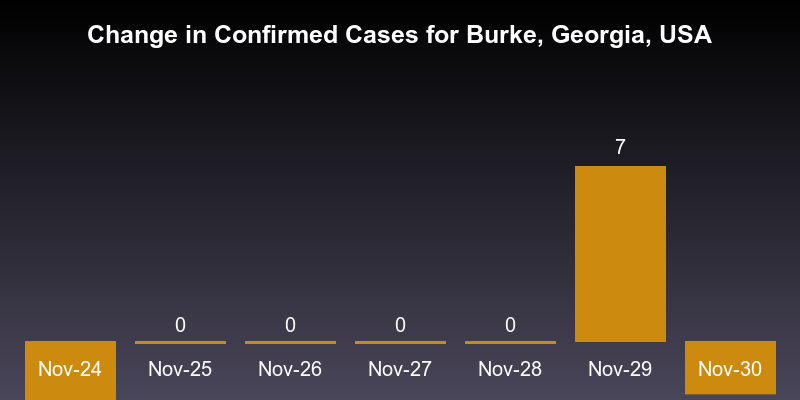 Change in Confirmed Cases for Burke, Georgia, USA
7
0 0 0 0
Nov-24 Nov-25 Nov-26 Nov-27 Nov-28 Nov-29 Nov-30